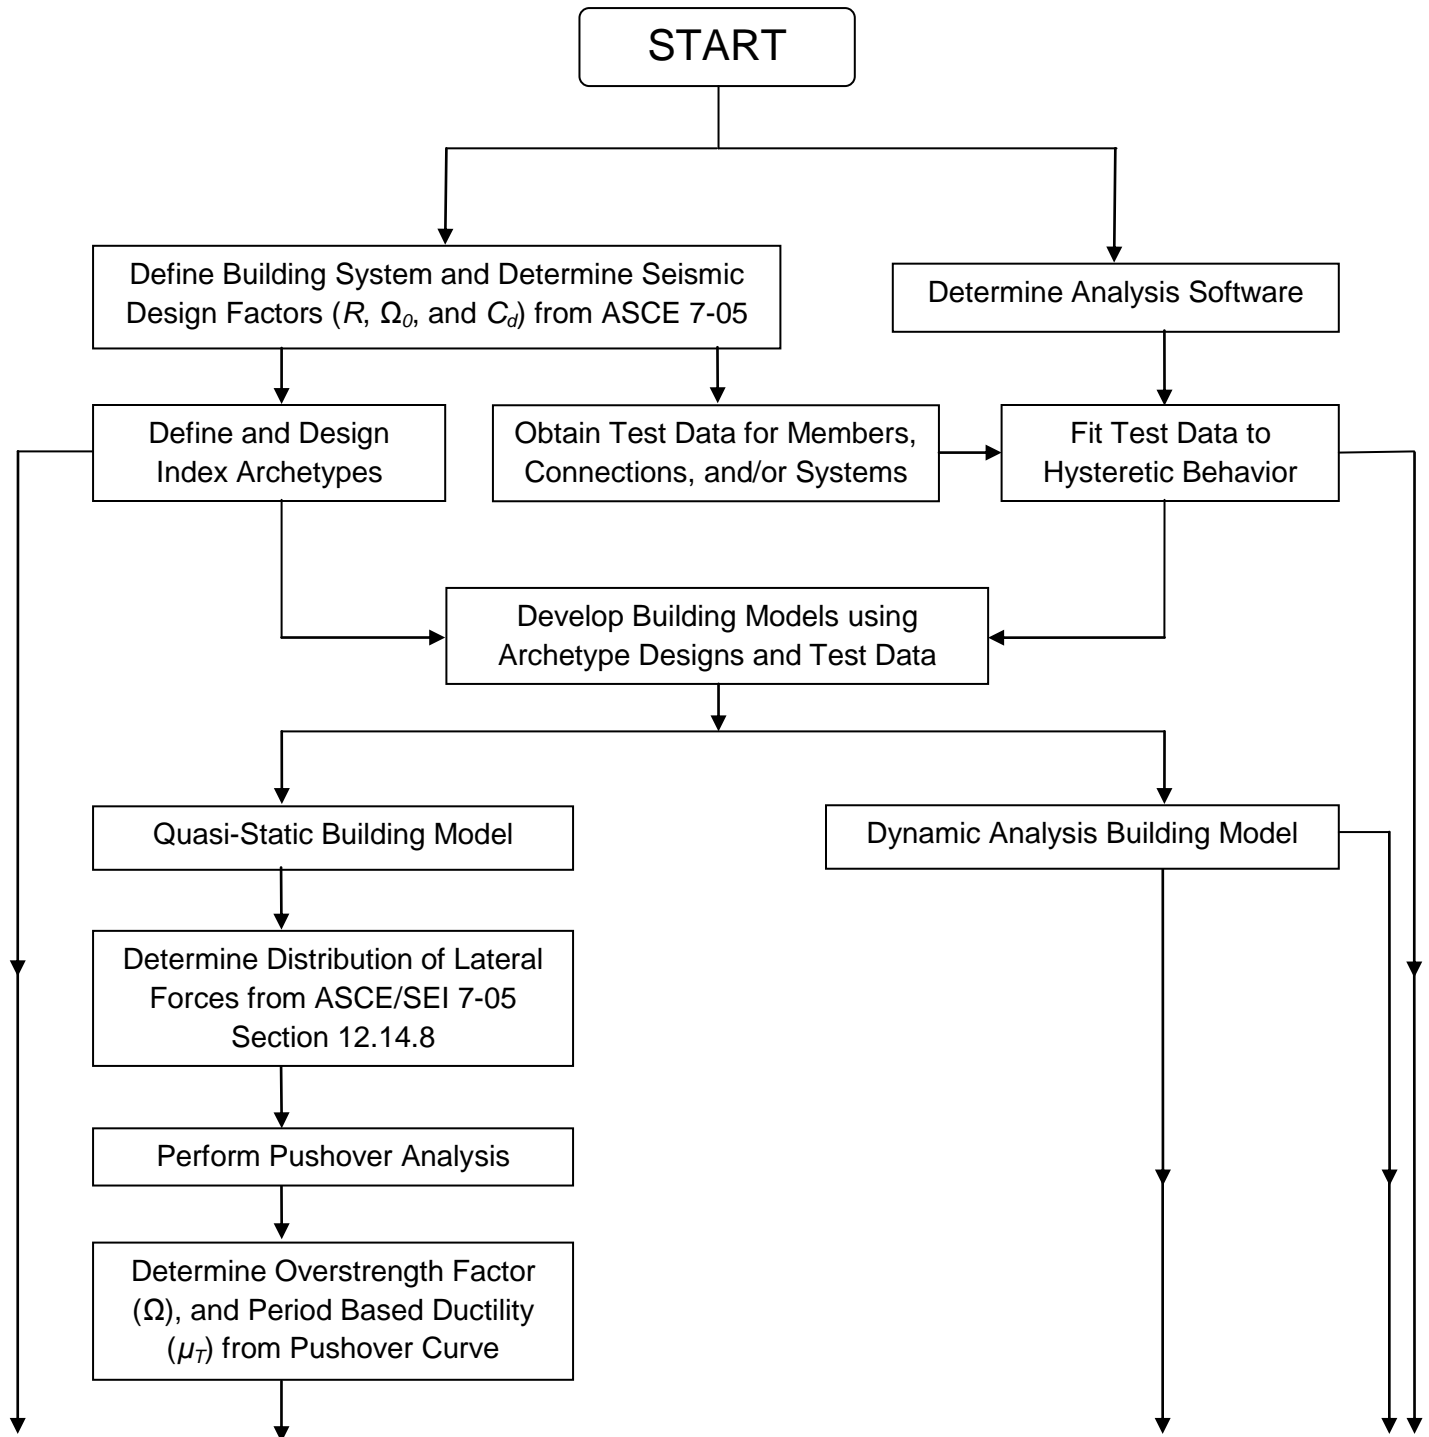 START
Define Building System and Determine Seismic
Design Factors (R, Ω0, and Cd) from ASCE 7-05
Determine Analysis Software
Define and Design
Index Archetypes
Obtain Test Data for Members,
Connections, and/or Systems
Fit Test Data to
Hysteretic Behavior
Develop Building Models using
Archetype Designs and Test Data
Quasi-Static Building Model
Dynamic Analysis Building Model
Determine Distribution of Lateral
Forces from ASCE/SEI 7-05
Section 12.14.8
Perform Pushover Analysis
Determine Overstrength Factor
(Ω), and Period Based Ductility
(μT) from Pushover Curve